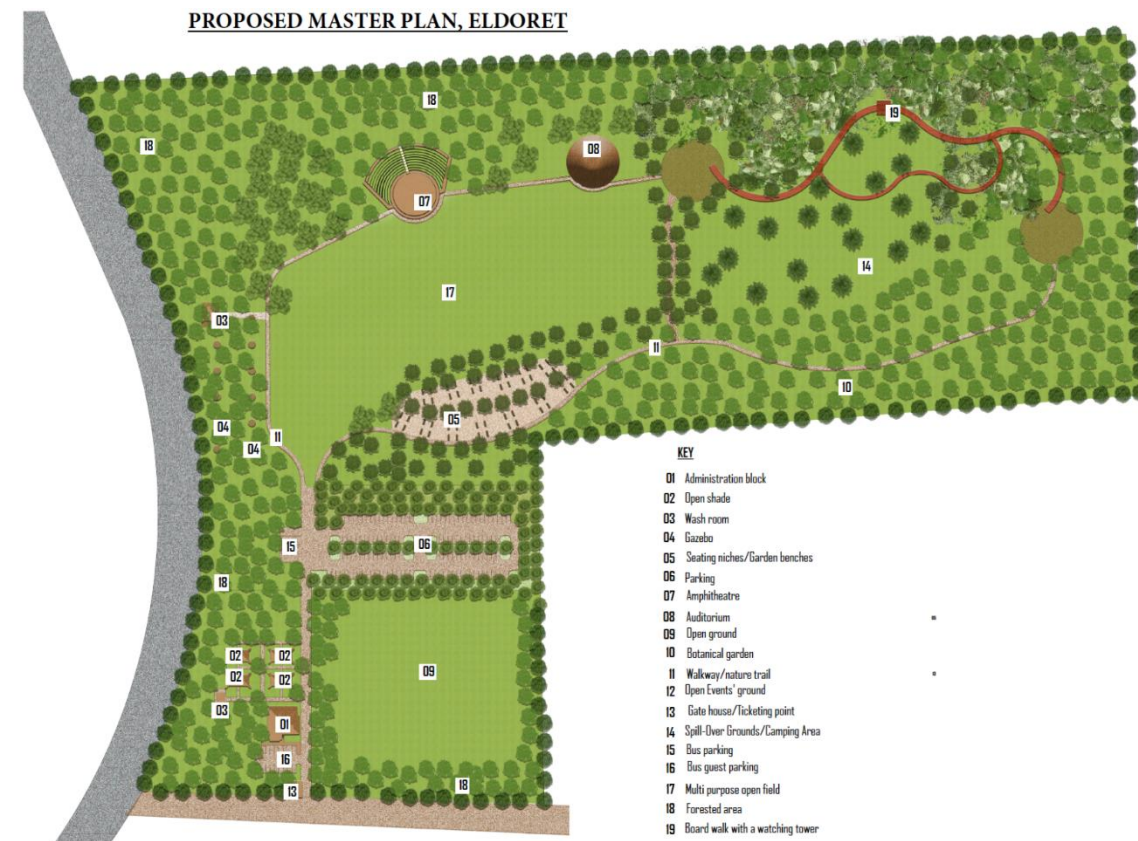 PROPOSED MASTER PLAN, ELDORET
18
19
08
18
07
14
17
03
11
10
05
04
04
11
15
06
18
02
02
09
02
02
03
01
16
18
13
KEY
01 Administration block
02 Open shade
03 Wash room
04 Gazebo
05 Seating niches/Garden benches
06 Parking
07 Amphitheatre
08 Auditorium
09 Open ground
10 Botanical garden
11 Walkway/nature trail
12 Open Events' ground
13 Gate house/Ticketing point
14 Spill-Over Grounds/Camping Area
15 Bus parking
16 Bus guest parking
17 Multi purpose open field
18 Forested area
19 Board walk with a watching tower